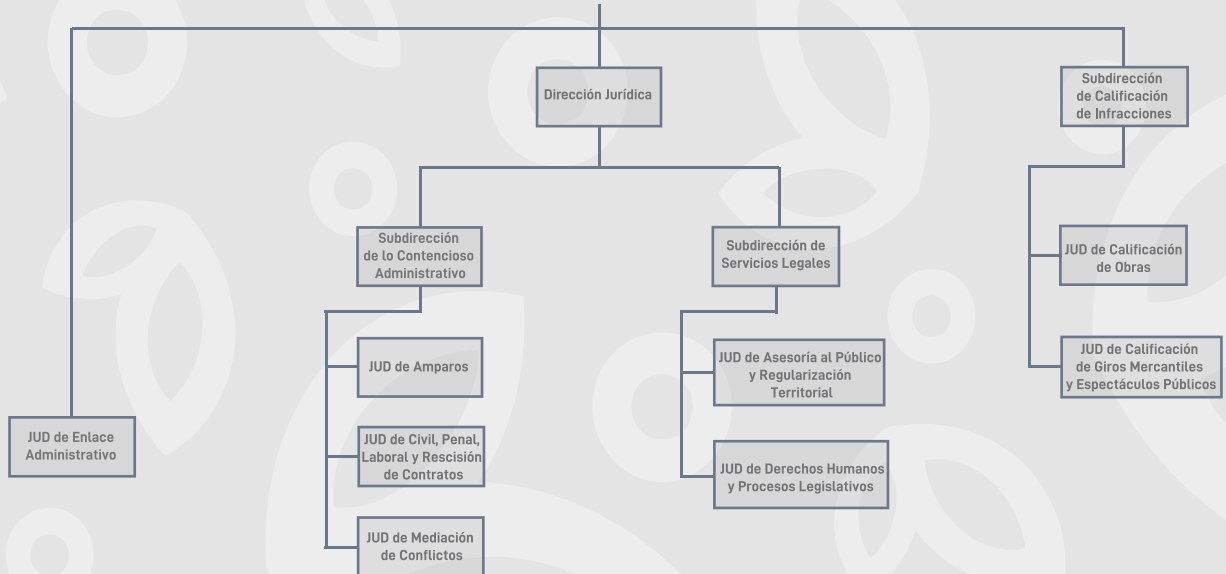 Dirección Jurídica
Subdirección
de Calificación
de Infracciones
Subdirección
de lo Contencioso
Administrativo
Subdirección de
Servicios Legales
JUD de Calificación
de Obras
JUD de Amparos
JUD de Asesoría al Público
y Regularización
Territorial
JUD de Calificación
de Giros Mercantiles
y Espectáculos Públicos
JUD de Enlace
Administrativo
JUD de Civil, Penal,
Laboral y Rescisión
de Contratos
JUD de Derechos Humanos
y Procesos Legislativos
JUD de Mediación
de Conflictos